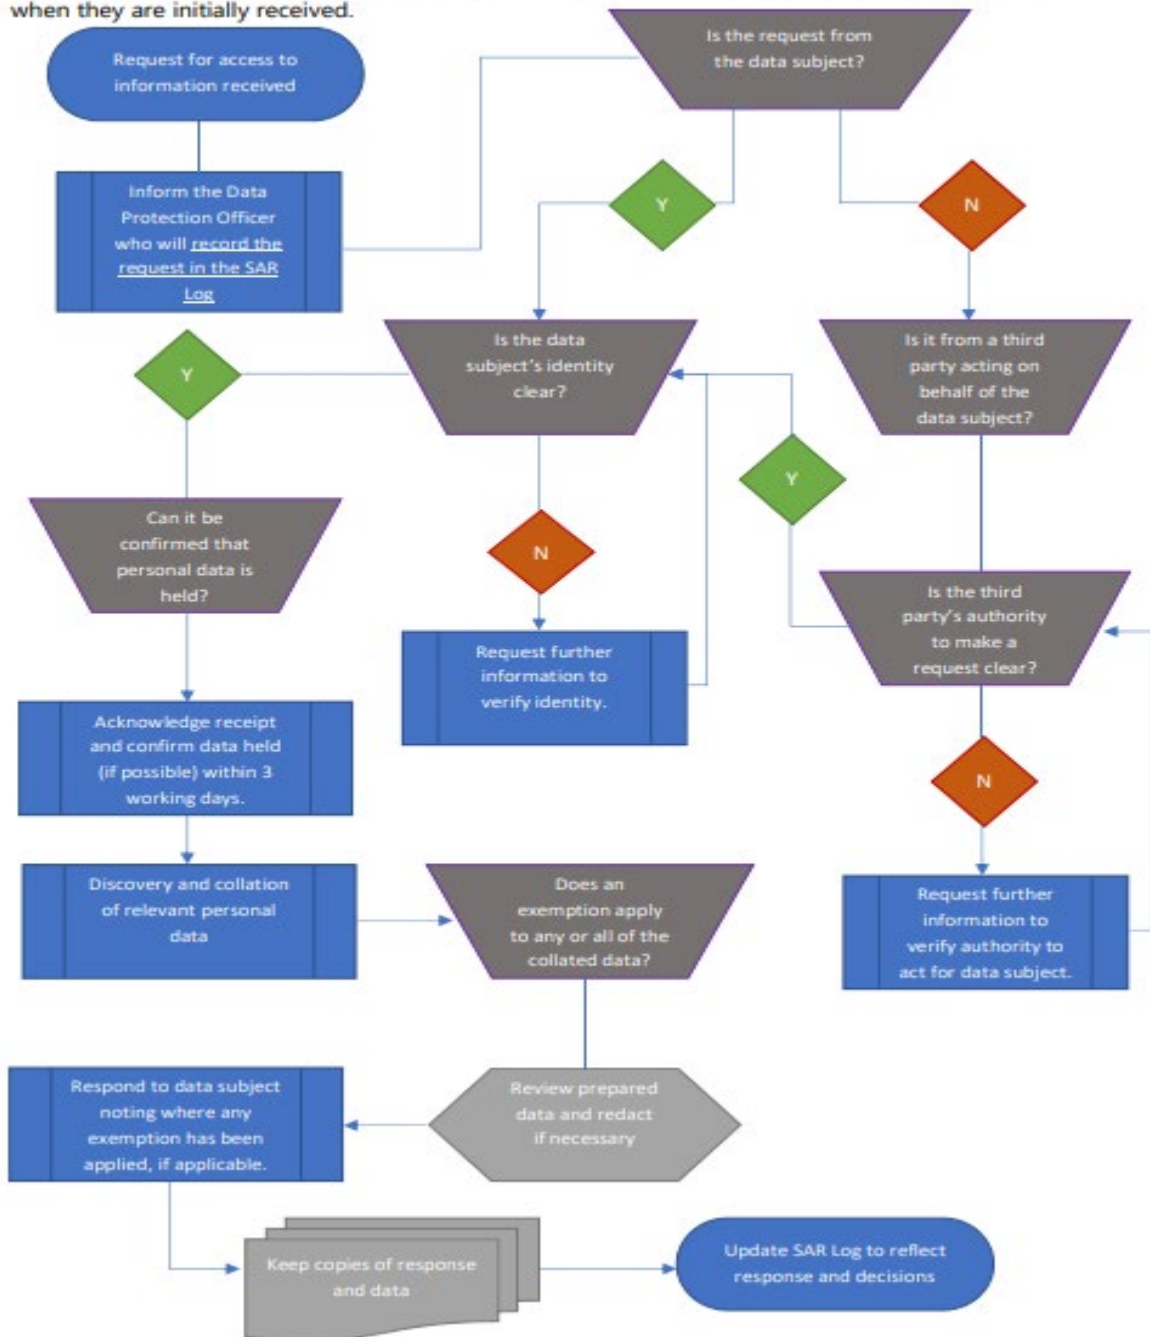 when they are initially received.
Request for access to
information received
Inform the Data
Protection Officer
who will record the
request in the SAR
Log
Is the request from
the data subject?
Y
N
Is the data
subject's identity
clear?
Y
Is it from a third
party acting on
behalf of the
data subject?
Y
N
Can it be
confirmed that
personal data is
held?
Request further
information to
verify identity.
Is the third
party's authority
to make a
request clear?
N
Acknowledge receipt
and confirm data held
(if possible) within 3
working days.
Discovery and collation
of relevant personal
data
Does an
exemption apply
to any or all of the
collated data?
Request further
information to
verify authority to
act for data subject.
Review prepared
data and redact
if necessary
Respond to data subject
noting where any
exemption has been
applied, if applicable.
Keep copies of response
and data
Update SAR Log to reflect
response and decisions